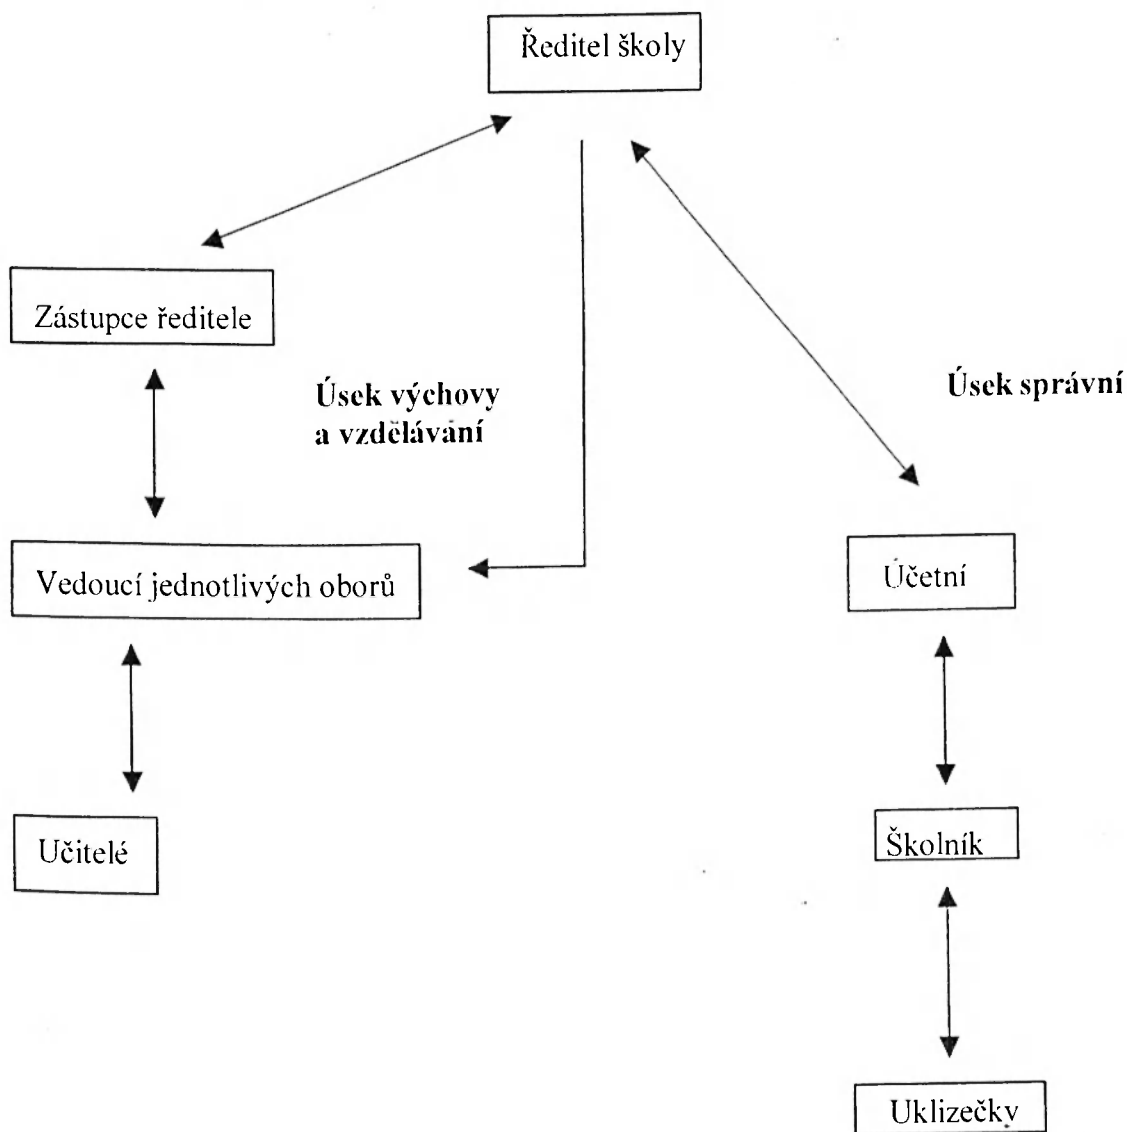 Ředitel školy
Zástupce ředitele
Úsek výchovy
a vzdělávání
Úsek správní
Vedoucí jednotlivých oborů
Účetní
Učitelé
Školník
Uklizečky